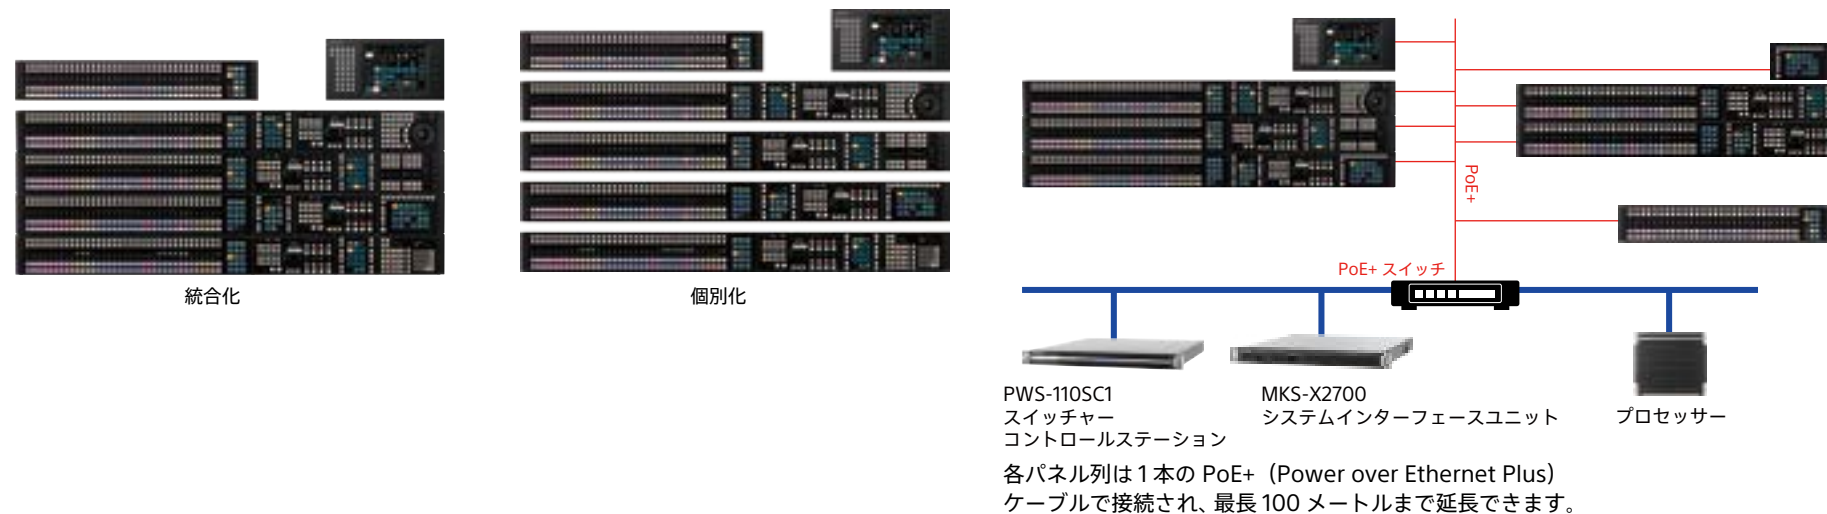 統合化
個別化
PoE+
PoE+ スイッチ
PWS-110SC1
スイッチャー
コントロールステーション
MKS-X2700
システムインターフェースユニット
プロセッサー
各パネル列は1本の PoE+（Power over Ethernet Plus）
ケーブルで接続され、最長100 メートルまで延長できます。